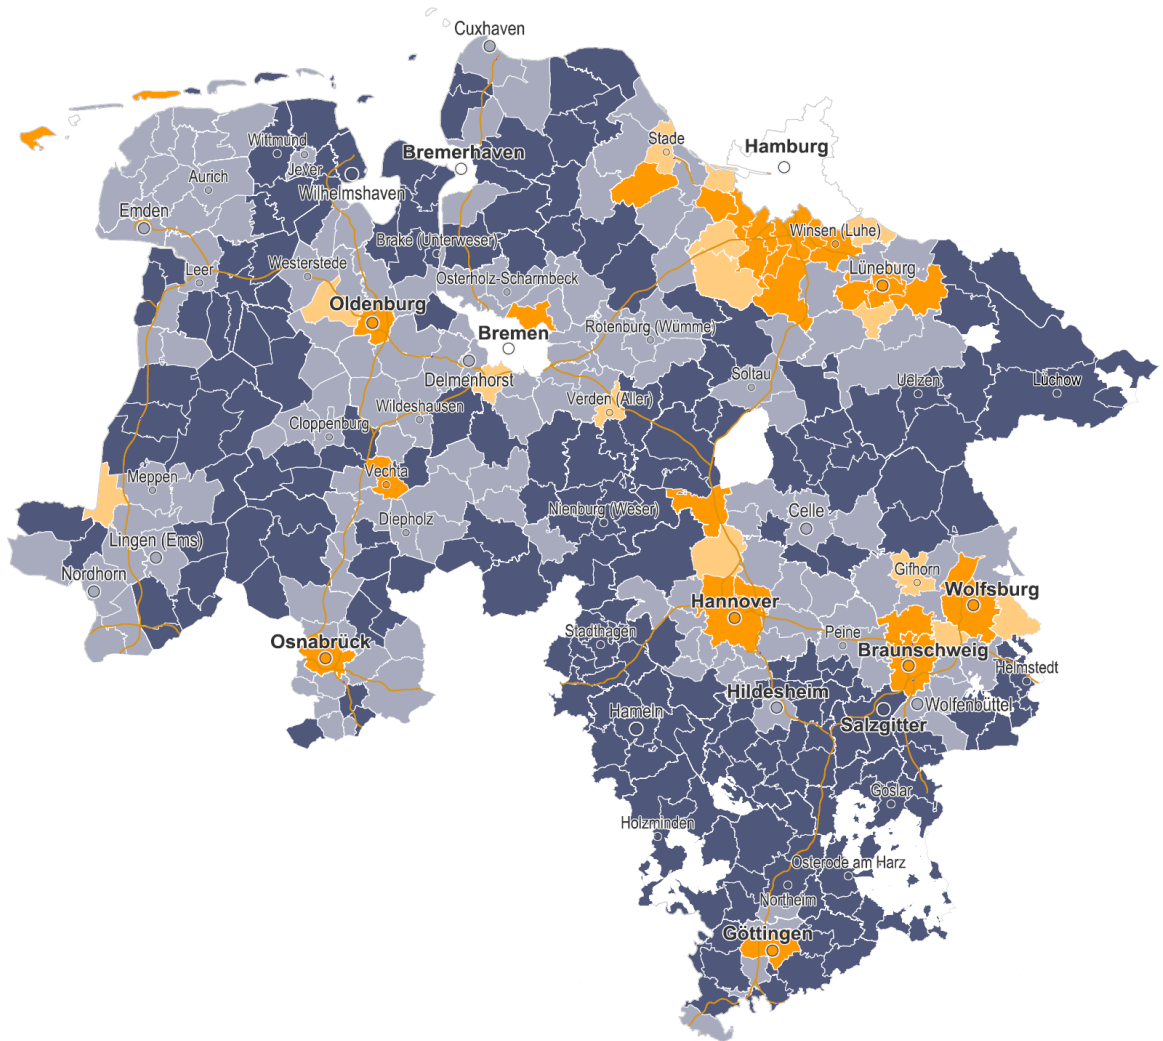 Cuxhaven
Stade
Hamburg
Wittmund
Bremerhaven
Jever
Aurich
Wilhelmshaven
Emden
Winsen (Luhe)
Brake (Unterweser)
Westerstede
Leer
Osterholz-Scharmbeck
Lüneburg
Oldenburg
Bremen
Rotenburg (Wümme)
Delmenhorst
Soltau
Uelzen
Lüchow
Wildeshausen
Verden (Aller)
Cloppenburg
Vechta
Meppen
Nienburg (Weser)
Celle
Diepholz
Lingen (Ems)
Nordhorn
Gifhorn
Wolfsburg
Hannover
Stadthagen
Peine
Osnabrück
Braunschweig
Helmstedt
Hildesheim
Wolfenbüttel
Hameln
Salzgitter
Goslar
Holzminden
Osterode am Harz
Northeim
Göttingen